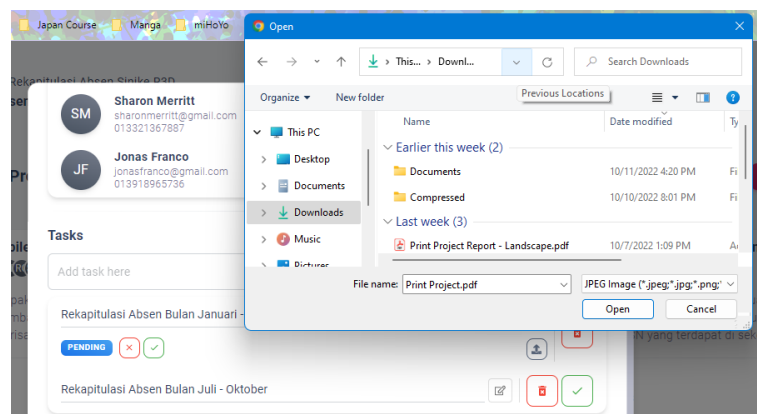 Japan Course
Manga
miHoYo
Open
This... › Downl...
Search Downloads
Organize
New folder
Previous Locations
Name
Date modified
This PC
Desktop
Documents
Downloads
Music
Pictures
Earlier this week (2)
Documents 10/11/2022 4:20 PM
Compressed 10/10/2022 8:01 PM
Last week (3)
Print Project Report - Landscape.pdf 10/7/2022 1:09 PM
File name: Print Project.pdf
JPEG Image (*.jpeg;*.jpg;*.png;*
Open
Cancel
Rekapitulasi Absen Sipike P3D
SM
Sharon Merritt
sharonmerritt@gmail.com
013321367887
JF
Jonas Franco
jonasfranco@gmail.com
013918965736
Tasks
Add task here
Rekapitulasi Absen Bulan Januari -
PENDING
Rekapitulasi Absen Bulan Juli - Oktober
yang terdapat di sek